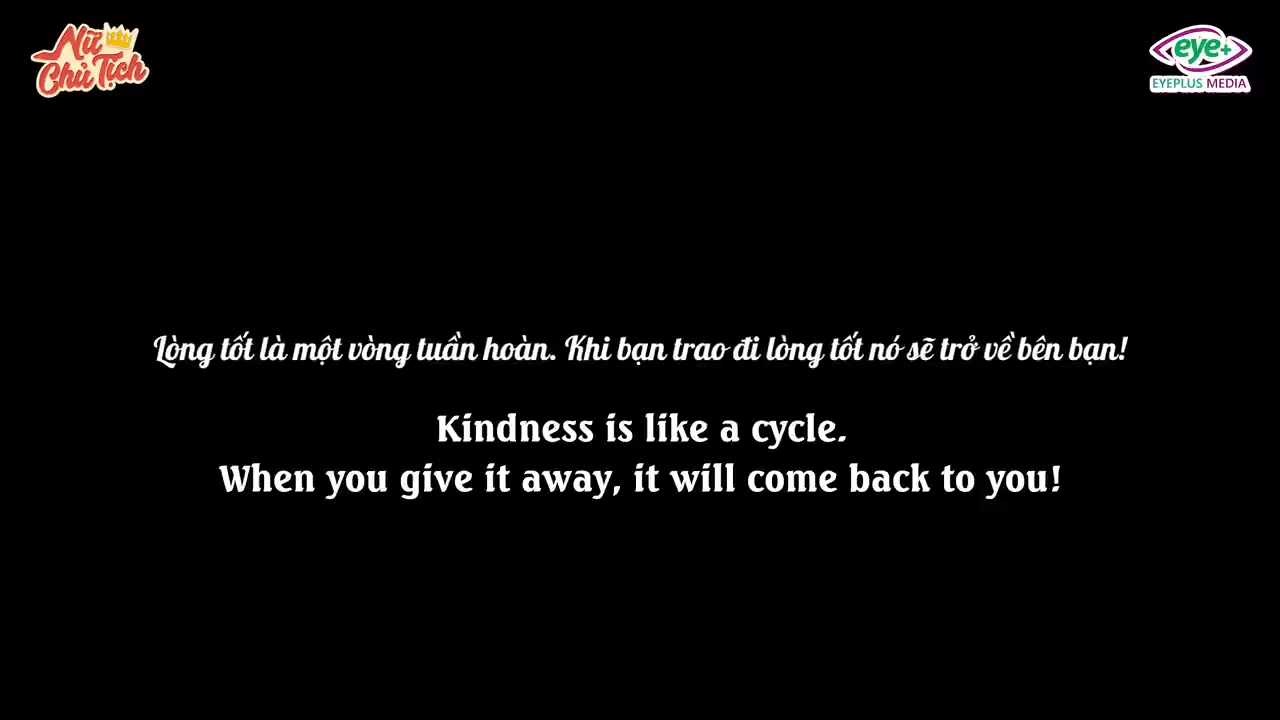 Nữ
Chủ Tịch
eye+
EYEPLUS MEDIA
Lòng tốt là một vòng tuần hoàn. Khi bạn trao đi lòng tốt nó sẽ trở về bên bạn!
Kindness is like a cycle.
When you give it away, it will come back to you!